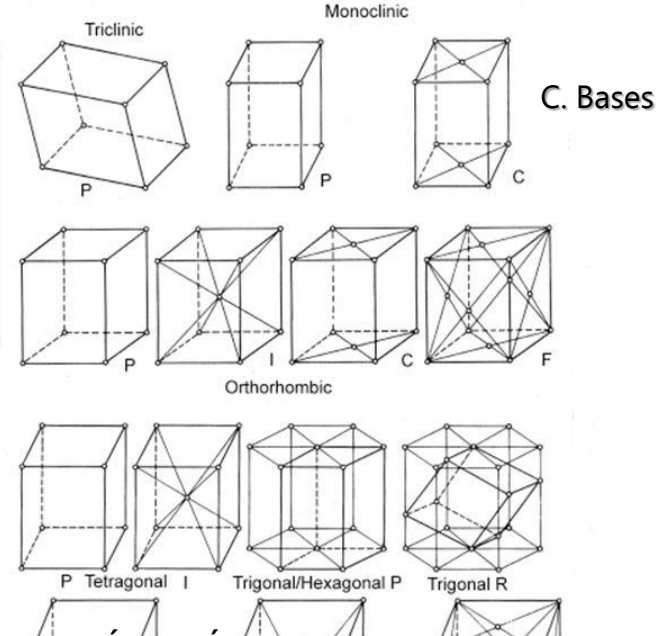 Monoclinic
Triclinic
C. Bases
P
P
C
P I C F
Orthorhombic
P Tetragonal I Trigonal/Hexagonal P Trigonal R